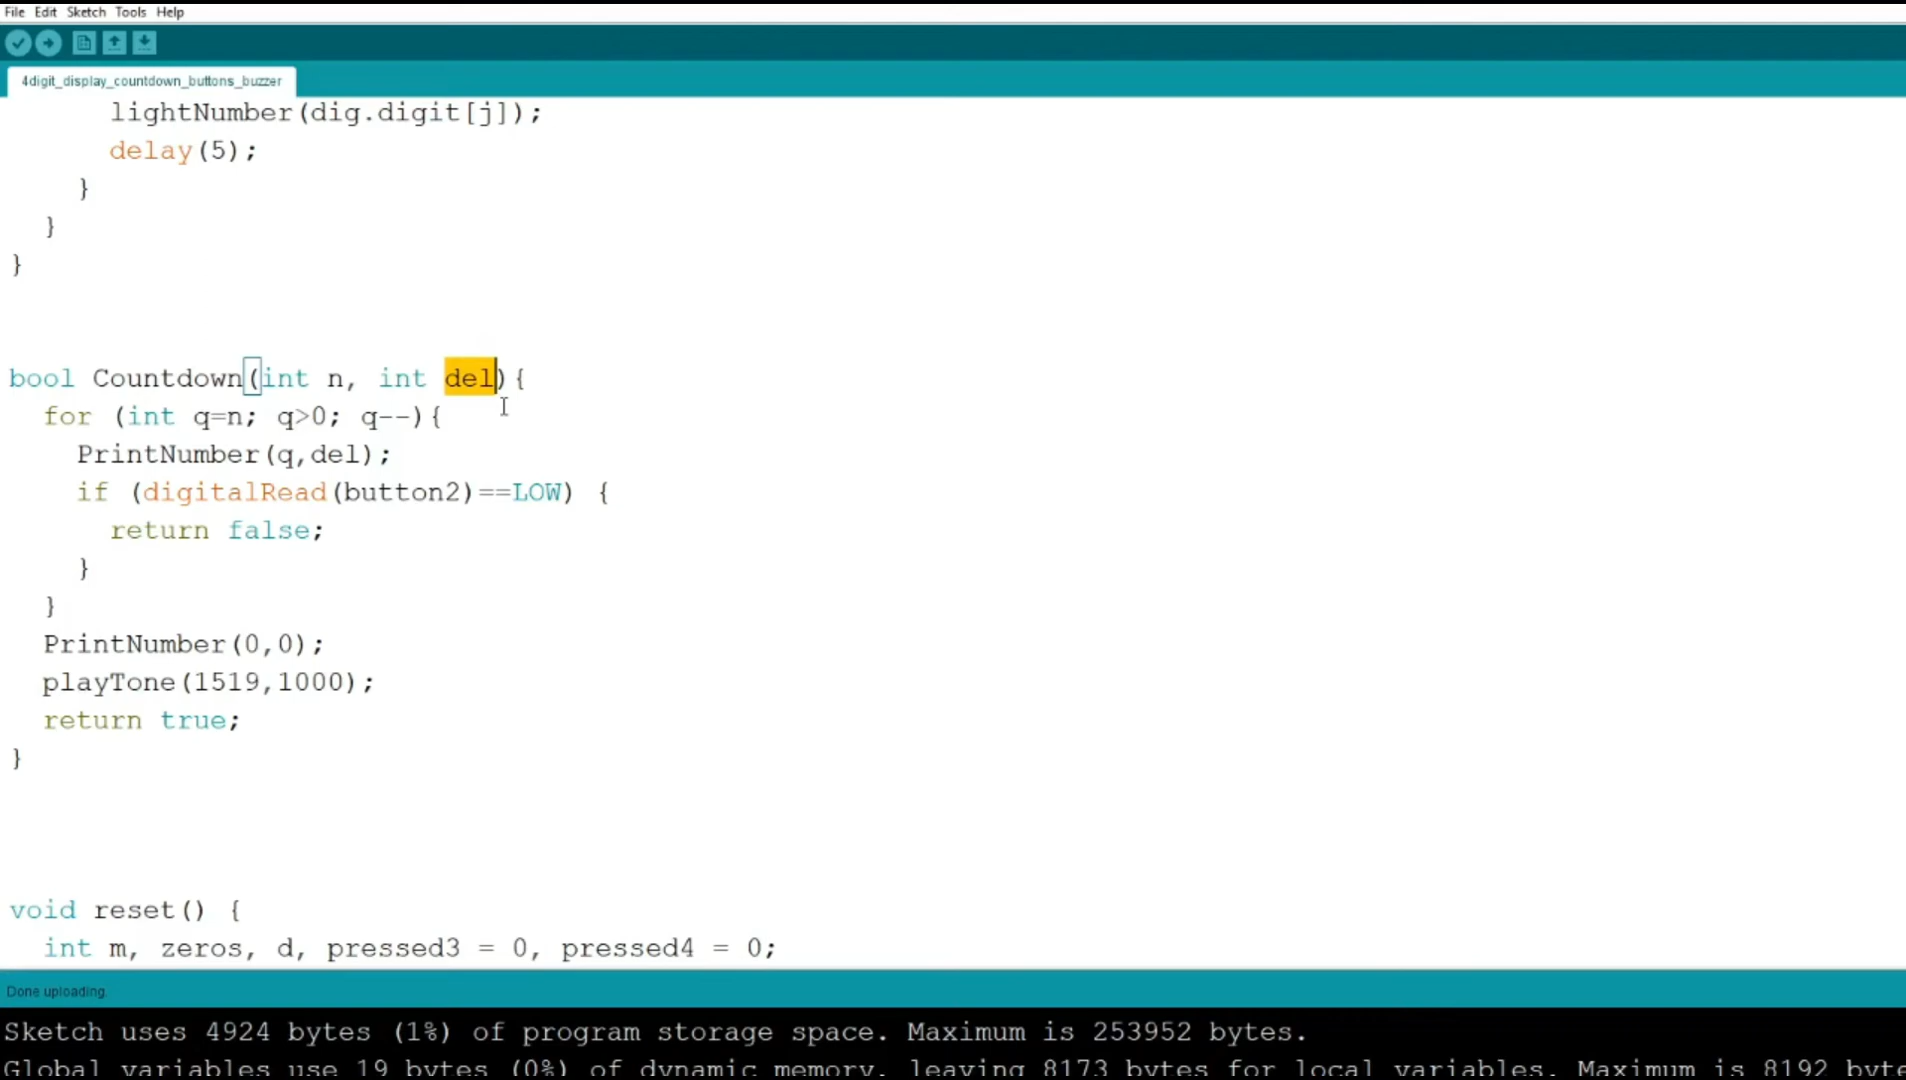 File Edit Sketch Tools Help
4digit_display_countdown_buttons_buzzer
lightNumber(dig.digit[j]);
delay(5);
}
}
}
bool Countdown(int n, int del){
for (int q=n; q>0; q--){
PrintNumber(q,del);
if (digitalRead(button2)==LOW) {
return false;
}
}
PrintNumber(0,0);
playTone(1519,1000);
return true;
}
void reset() {
int m, zeros, d, pressed3 = 0, pressed4 = 0;
Done uploading.
Sketch uses 4924 bytes (1%) of program storage space. Maximum is 253952 bytes.
Global variables use 19 bytes (0%) of dynamic memory, leaving 8173 bytes for local variables. Maximum is 8192 byte